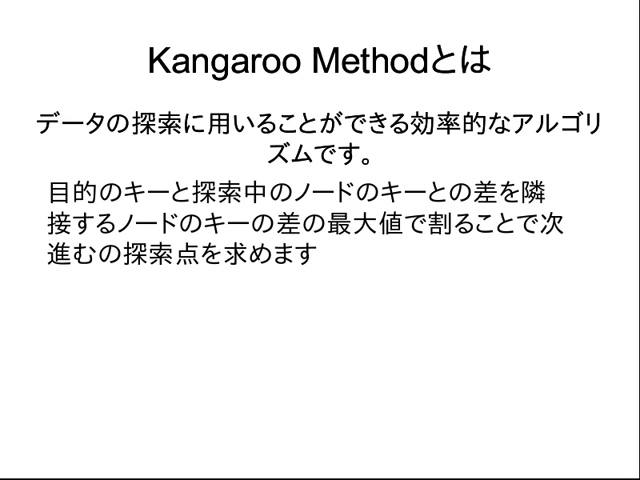 Kangaroo Methodとは
データの探索に用いることができる効率的なアルゴリ
ズムです。
目的のキーと探索中のノードのキーとの差を隣
接するノードのキーの差の最大値で割ることで次
進むの探索点を求めます